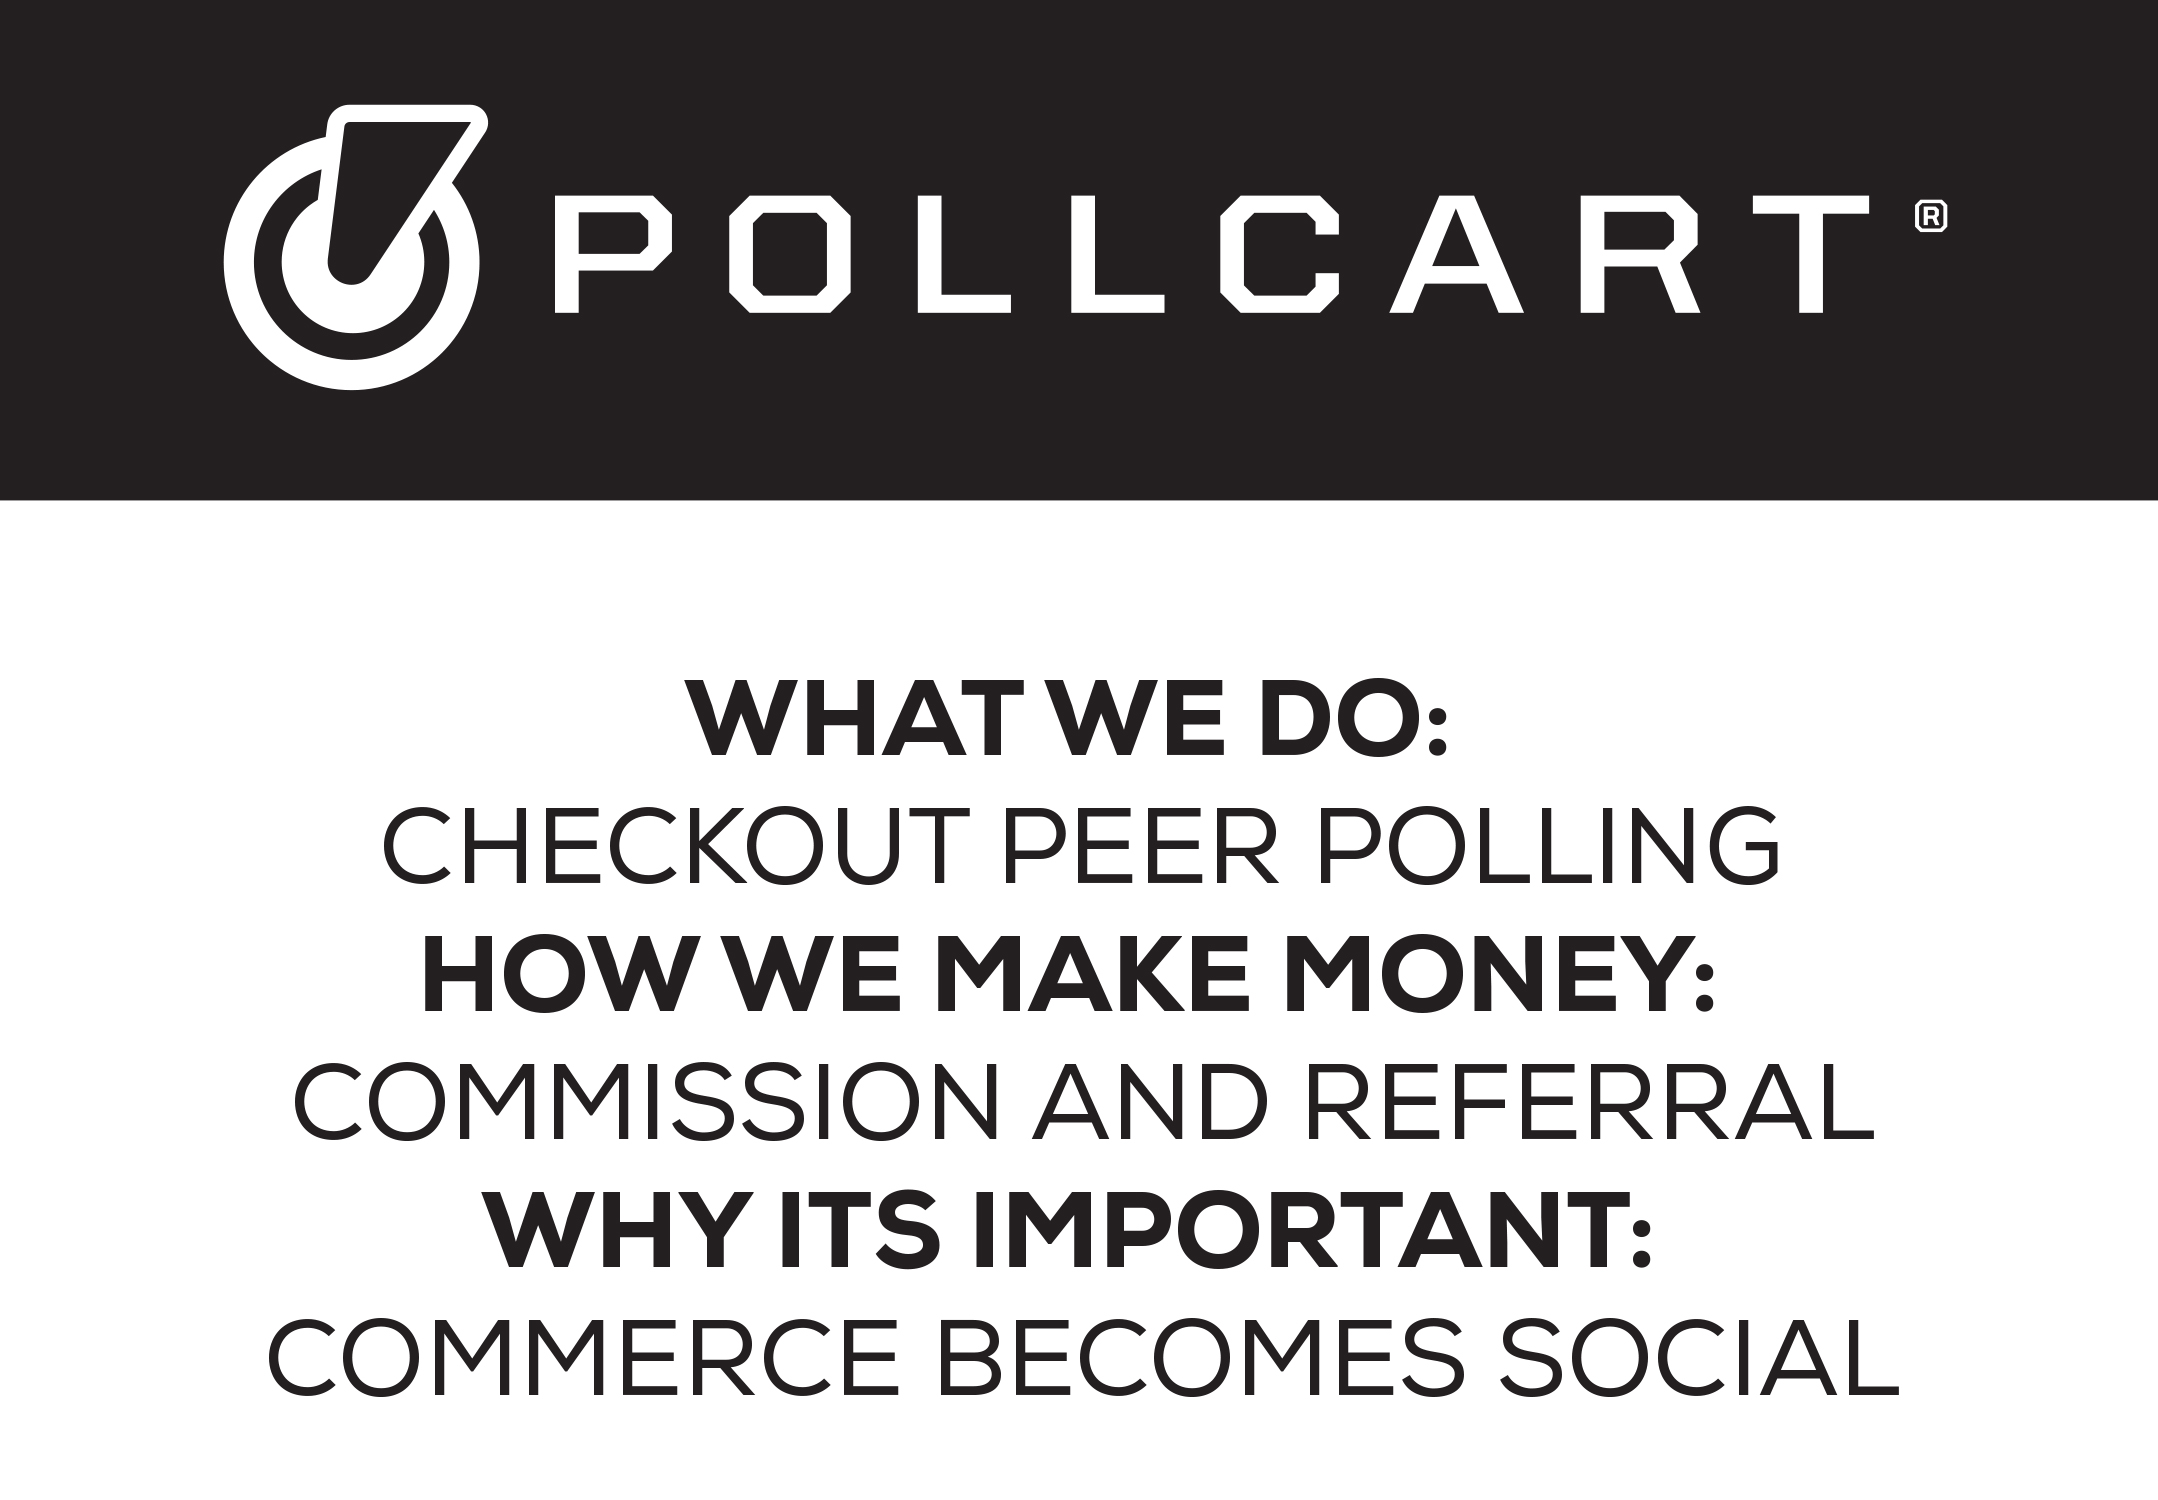 POLLCART®
WHAT WE DO:
CHECKOUT PEER POLLING
HOW WE MAKE MONEY:
COMMISSION AND REFERRAL
WHY ITS IMPORTANT:
COMMERCE BECOMES SOCIAL